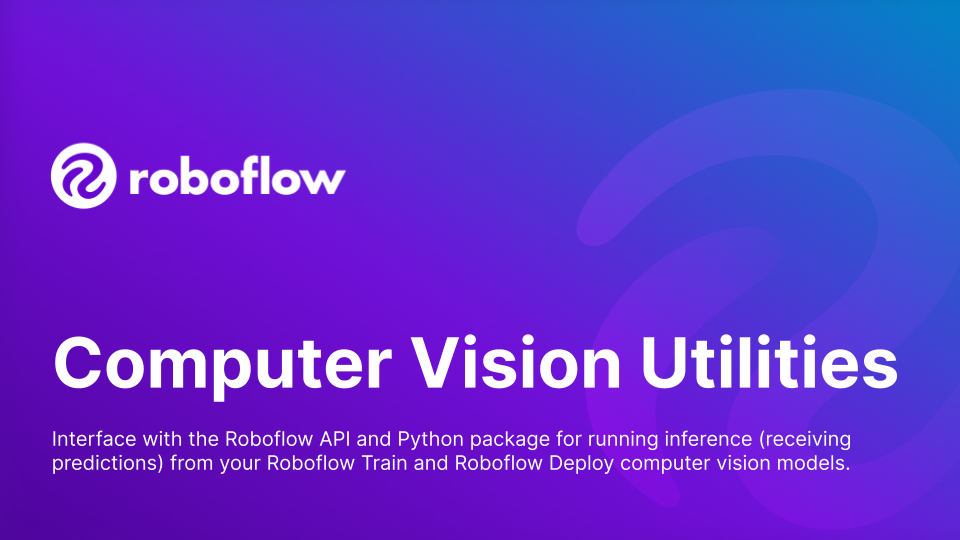 roboflow
Computer Vision Utilities
Interface with the Roboflow API and Python package for running inference (receiving
predictions) from your Roboflow Train and Roboflow Deploy computer vision models.